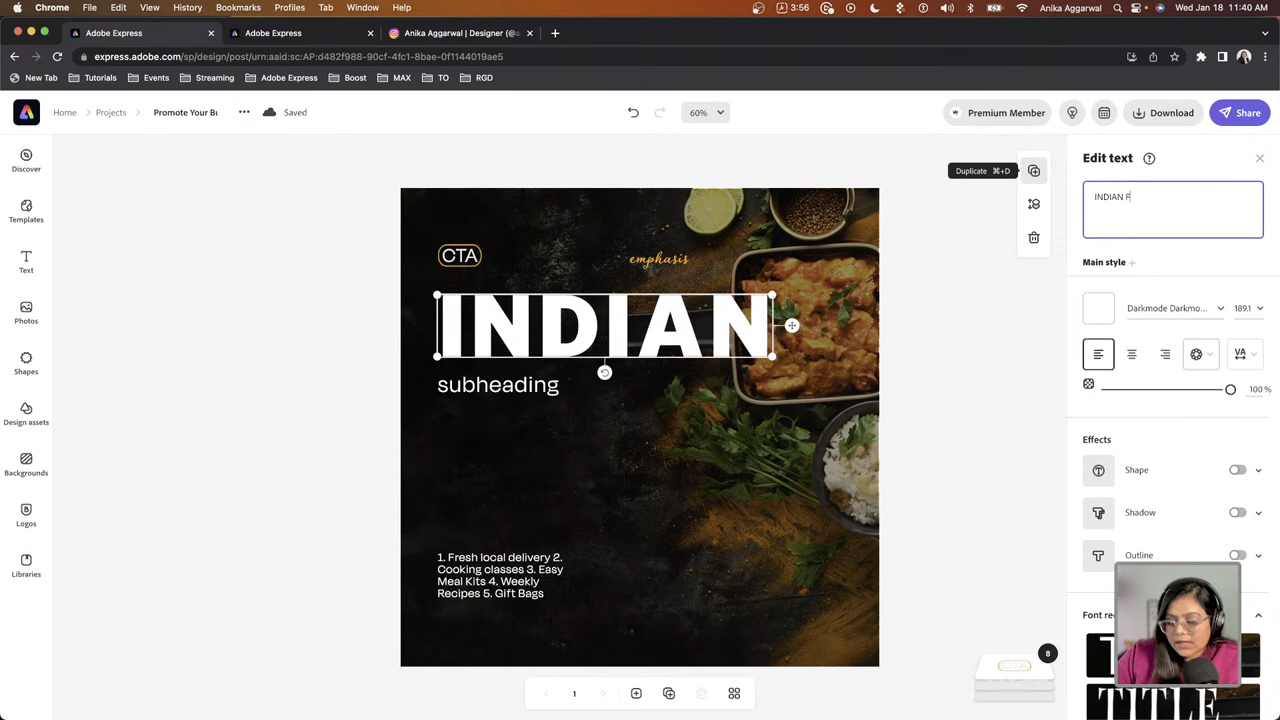 Chrome File Edit View History Bookmarks Profiles Tab Window Help 3:56 Anika Aggarwal Wed Jan 18 11:40 AM
Adobe Express Adobe Express Anika Aggarwal | Designer (@a
express.adobe.com/sp/design/post/urn:aaid:sc:AP:d482f988-90cf-4fc1-8bae-0f1144019ae5
New Tab Tutorials Events Streaming Adobe Express Boost MAX TO RGD
Home Projects Promote Your Bu ••• Saved 60% Premium Member Download Share
Discover
Templates
Text
Photos
Shapes
Design assets
Backgrounds
Logos
Libraries
Duplicate ⌘+D
CTA
emphasis
INDIAN
subheading
1. Fresh local delivery 2.
Cooking classes 3. Easy
Meal Kits 4. Weekly
Recipes 5. Gift Bags
8
CTA
1
Edit text
INDIAN F
Main style +
Darkmode Darkmo... 189.1
VA
100 %
Effects
Shape
Shadow
Outline
Font re
TITLE